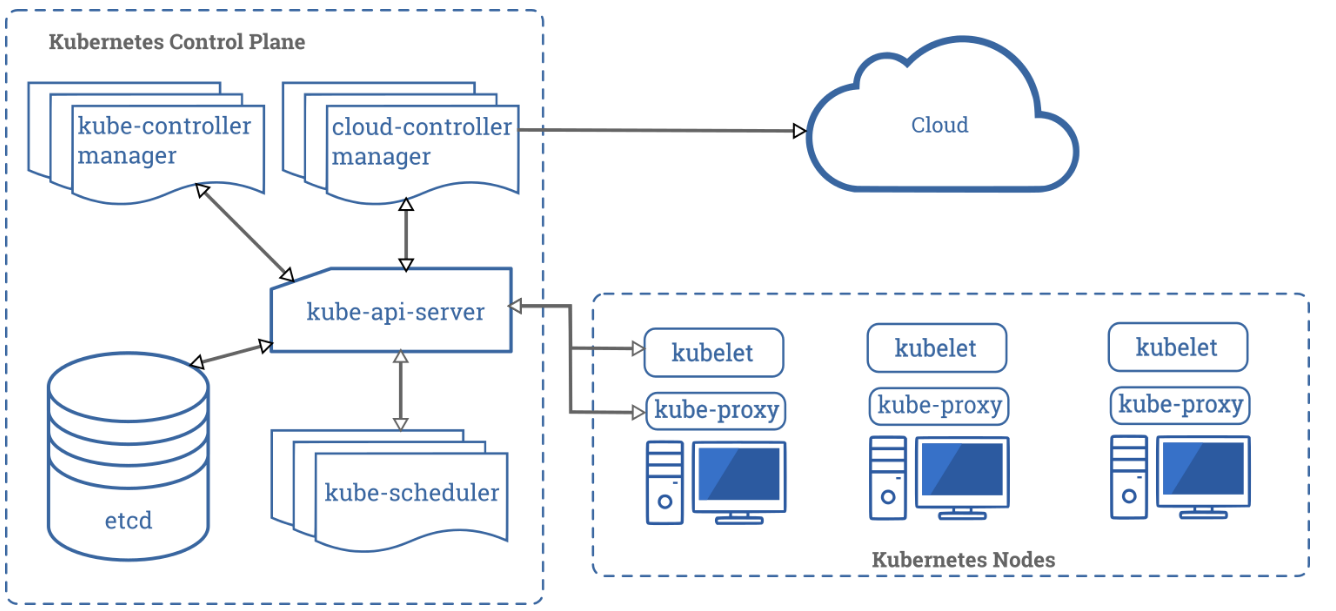 Kubernetes Control Plane
kube-controller
manager
cloud-controller
manager
Cloud
kube-api-server
kubelet
kubelet
kubelet
kube-proxy
kube-proxy
kube-proxy
etcd
kube-scheduler
Kubernetes Nodes